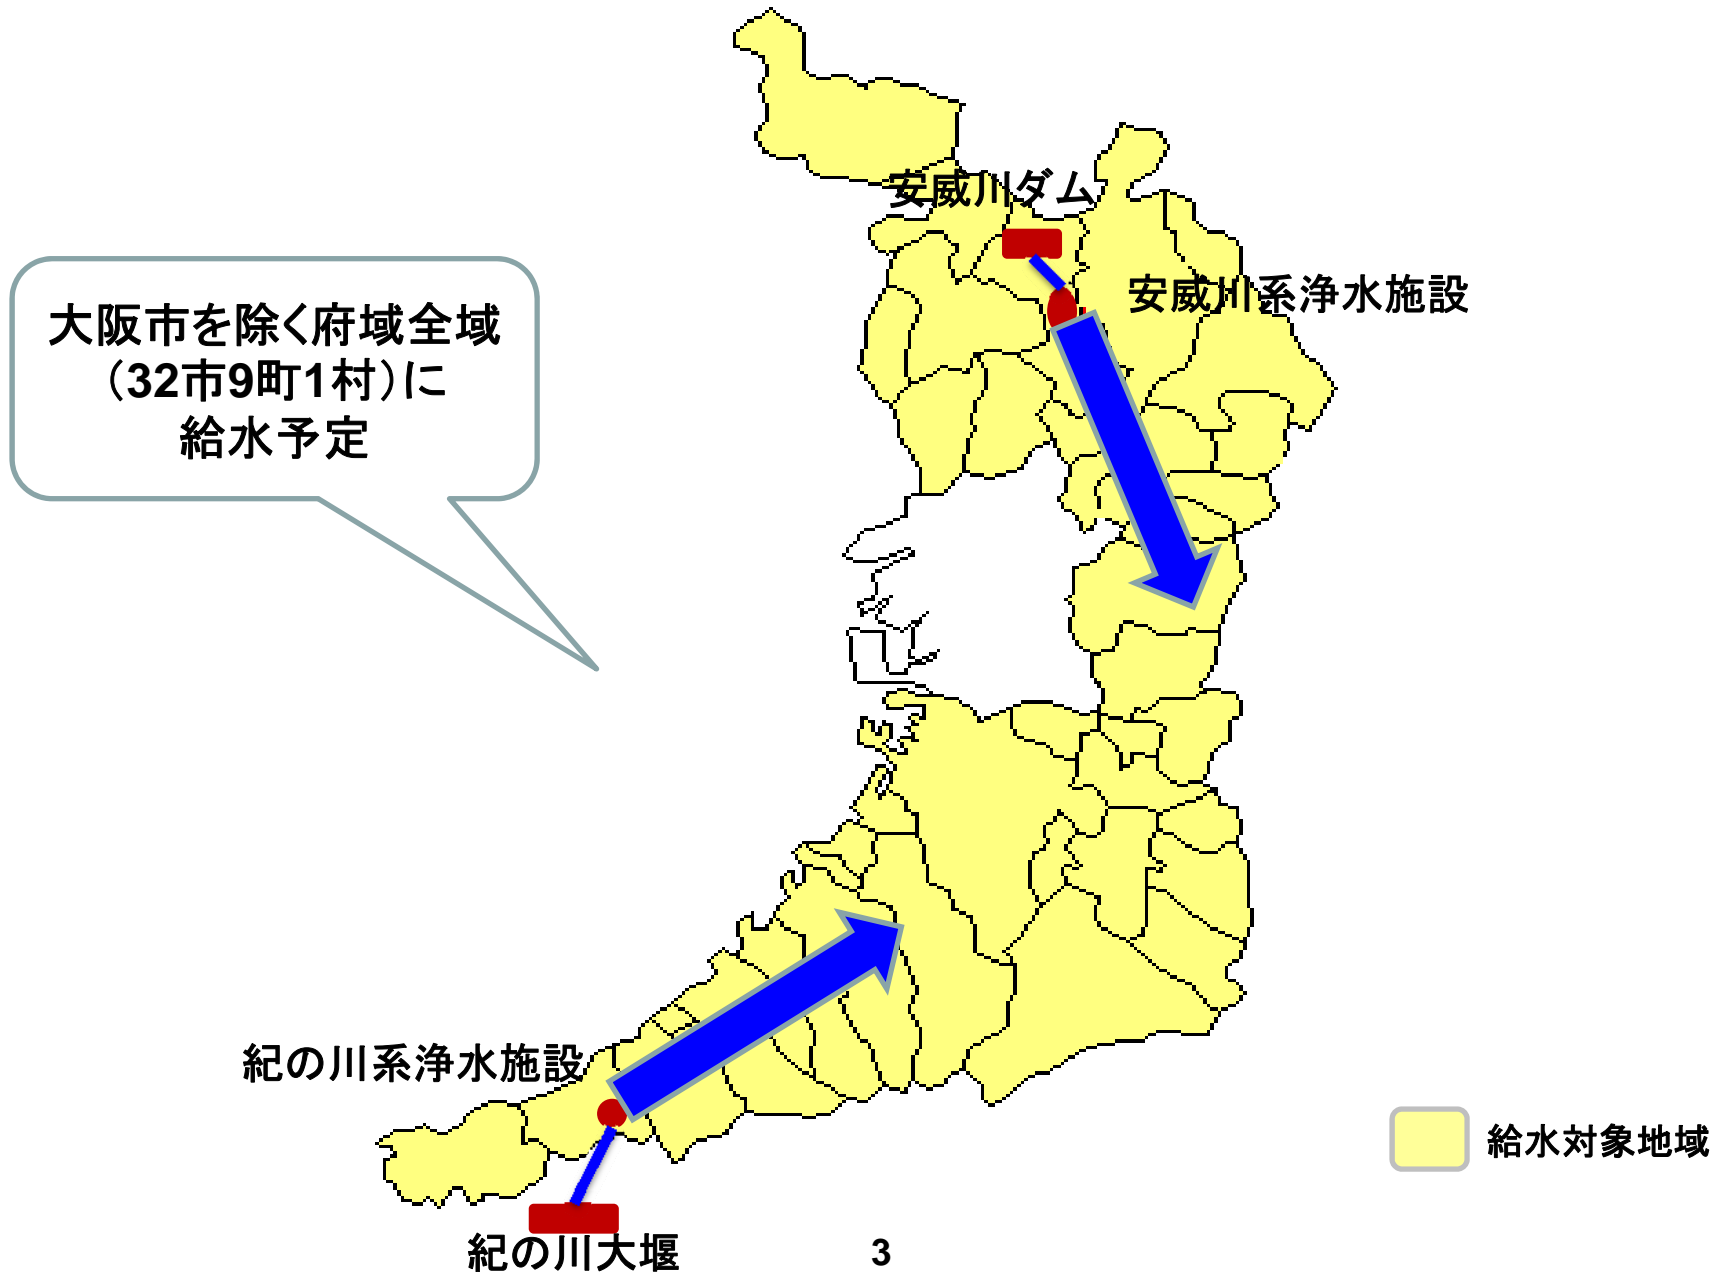 安威川ダム
安威川系浄水施設
大阪市を除く府域全域
（32市9町1村）に
給水予定
紀の川系浄水施設
給水対象地域
紀の川大堰
3